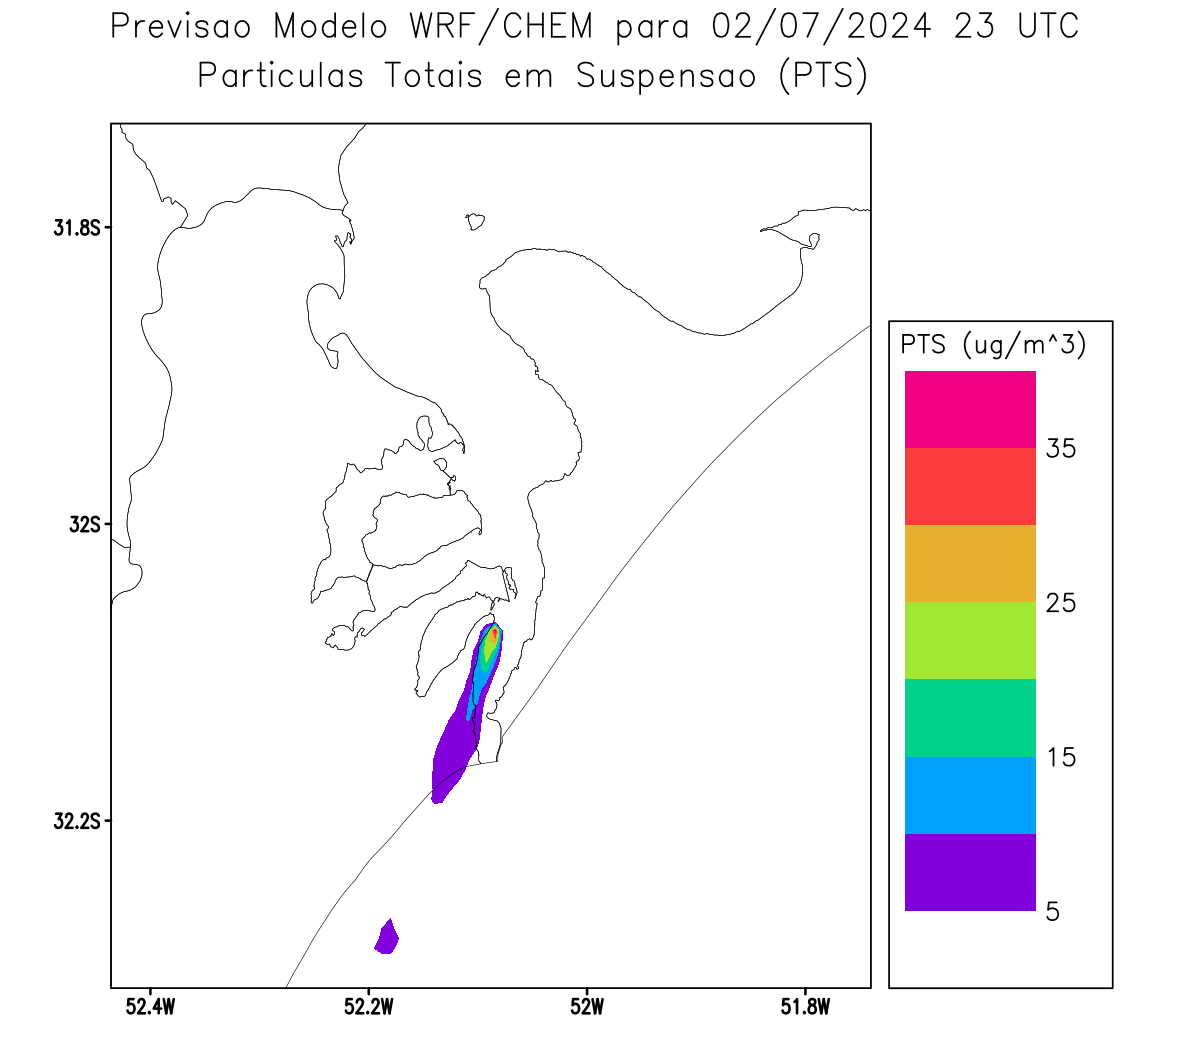 Previsao Modelo WRF/CHEM para 02/07/2024 23 UTC
Particulas Totais em Suspensao (PTS)
31.8S
32S
32.2S
52.4W
52.2W
52W
51.8W
PTS (ug/m^3)
35
25
15
5